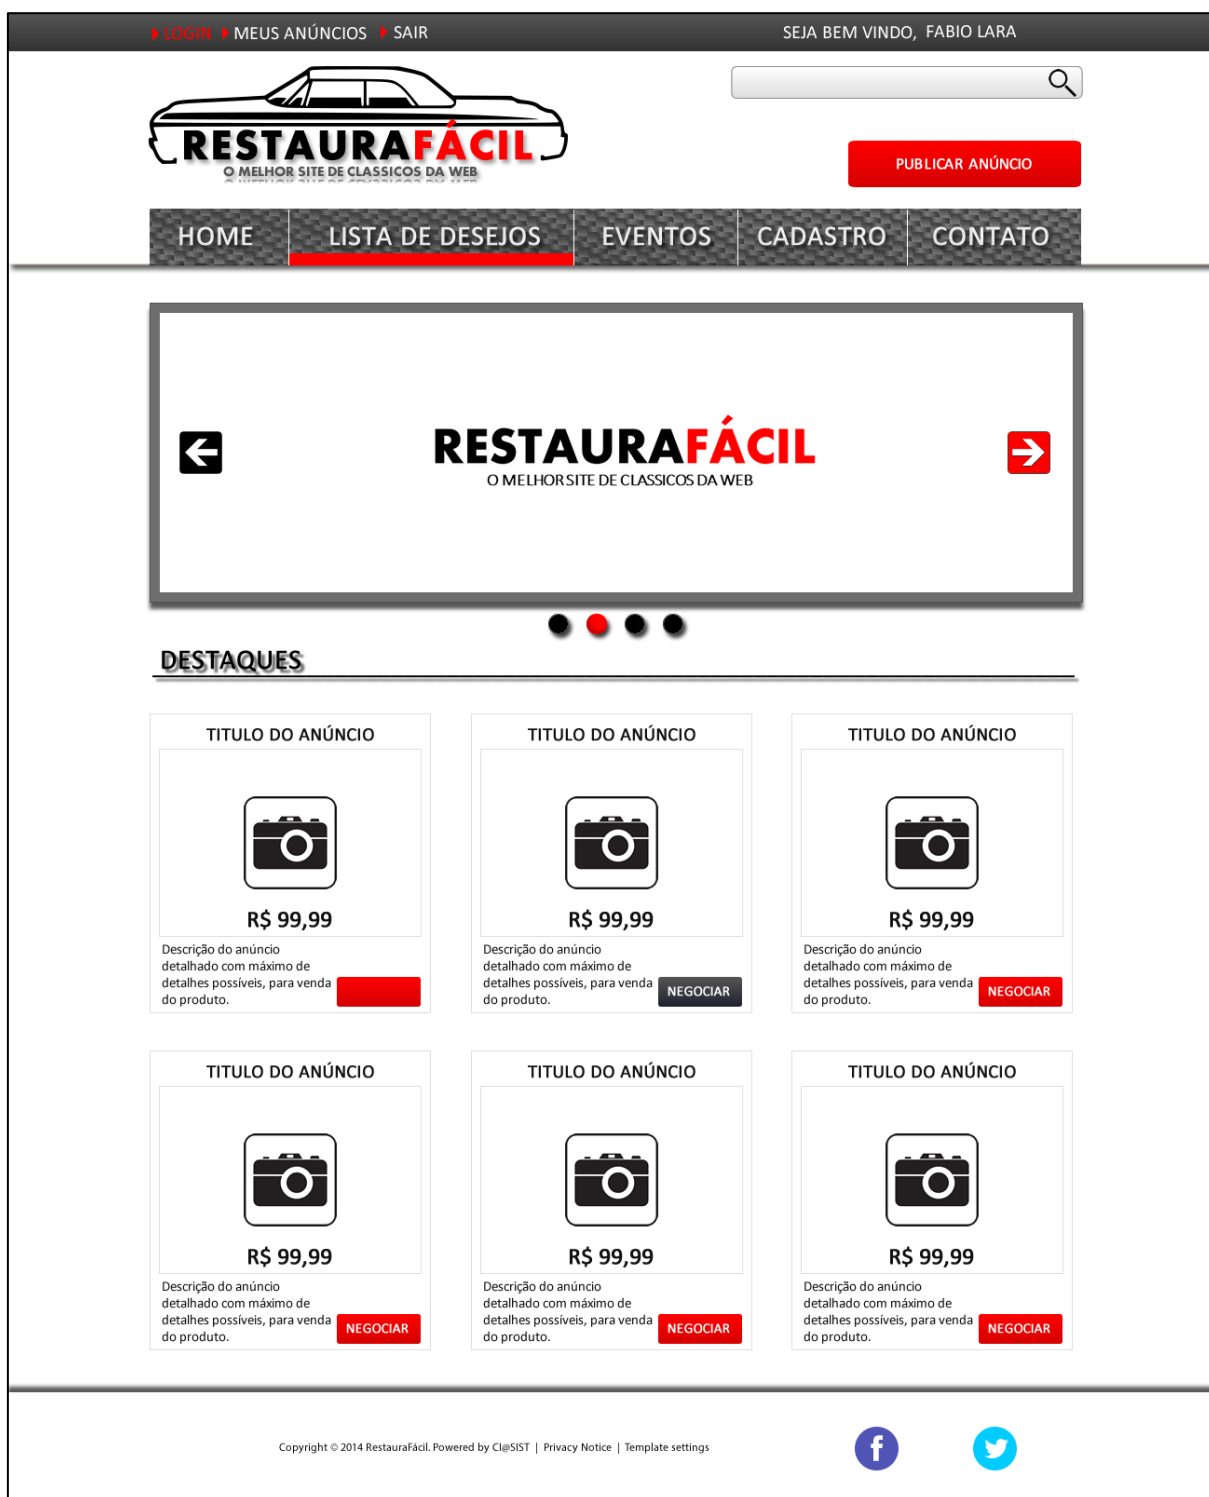 LOGIN MEUS ANÚNCIOS SAIR SEJA BEM VINDO, FABIO LARA
RESTAURAFÁCIL
O MELHOR SITE DE CLASSICOS DA WEB
PUBLICAR ANÚNCIO
HOME LISTA DE DESEJOS EVENTOS CADASTRO CONTATO
RESTAURAFÁCIL
O MELHOR SITE DE CLASSICOS DA WEB
DESTAQUES
TITULO DO ANÚNCIO
R$ 99,99
Descrição do anúncio
detalhado com máximo de
detalhes possíveis, para venda
do produto.
TITULO DO ANÚNCIO
R$ 99,99
Descrição do anúncio
detalhado com máximo de
detalhes possíveis, para venda
do produto.
NEGOCIAR
TITULO DO ANÚNCIO
R$ 99,99
Descrição do anúncio
detalhado com máximo de
detalhes possíveis, para venda
do produto.
NEGOCIAR
TITULO DO ANÚNCIO
R$ 99,99
Descrição do anúncio
detalhado com máximo de
detalhes possíveis, para venda
do produto.
NEGOCIAR
TITULO DO ANÚNCIO
R$ 99,99
Descrição do anúncio
detalhado com máximo de
detalhes possíveis, para venda
do produto.
NEGOCIAR
TITULO DO ANÚNCIO
R$ 99,99
Descrição do anúncio
detalhado com máximo de
detalhes possíveis, para venda
do produto.
NEGOCIAR
Copyright © 2014 RestauraFácil. Powered by CI@SIST | Privacy Notice | Template settings